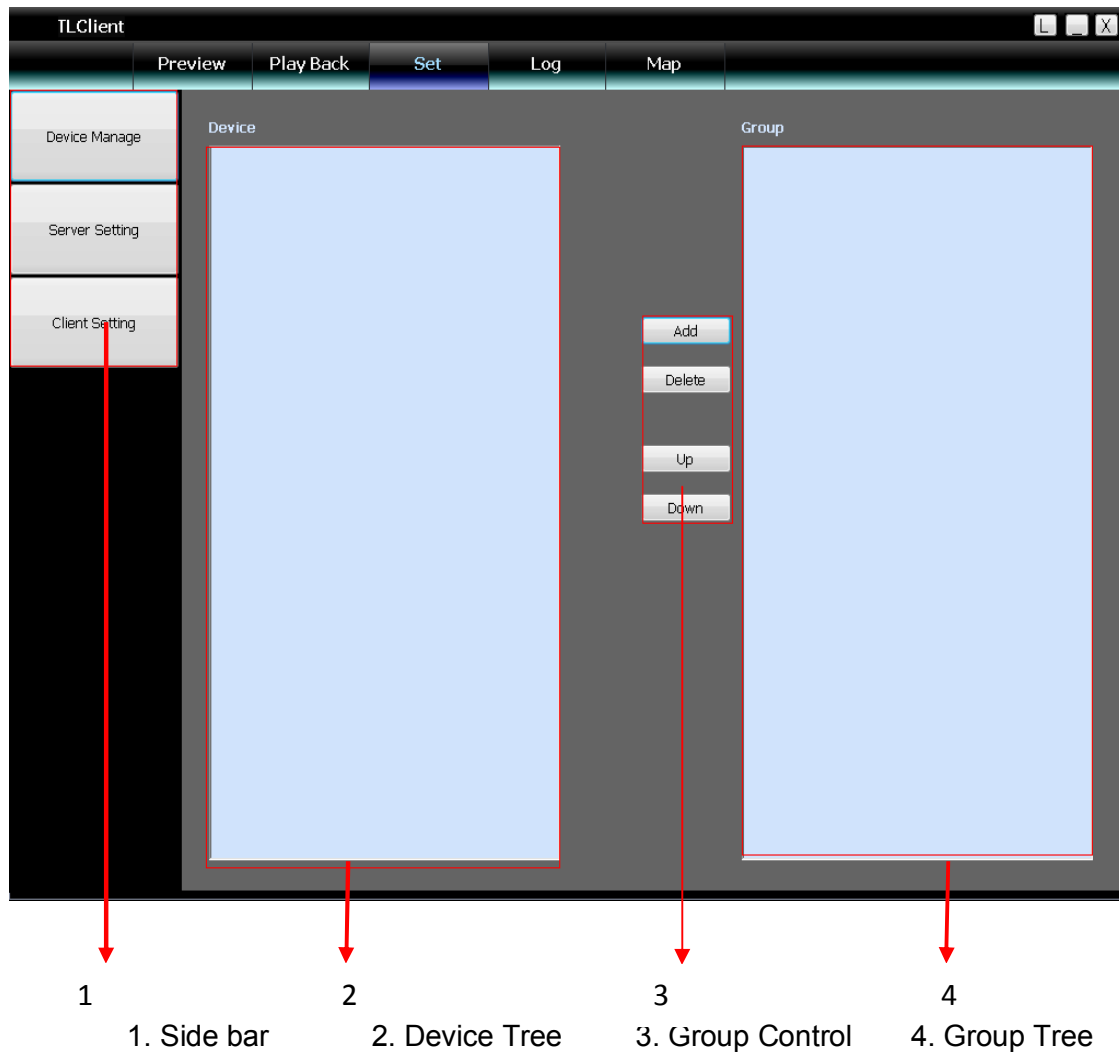 TLClient
L _ X
Preview Play Back Set Log Map
Device Manage
Server Setting
Client Setting
Device
Group
Add
Delete
Up
Down
1 2 3 4
1. Side bar 2. Device Tree 3. Group Control 4. Group Tree